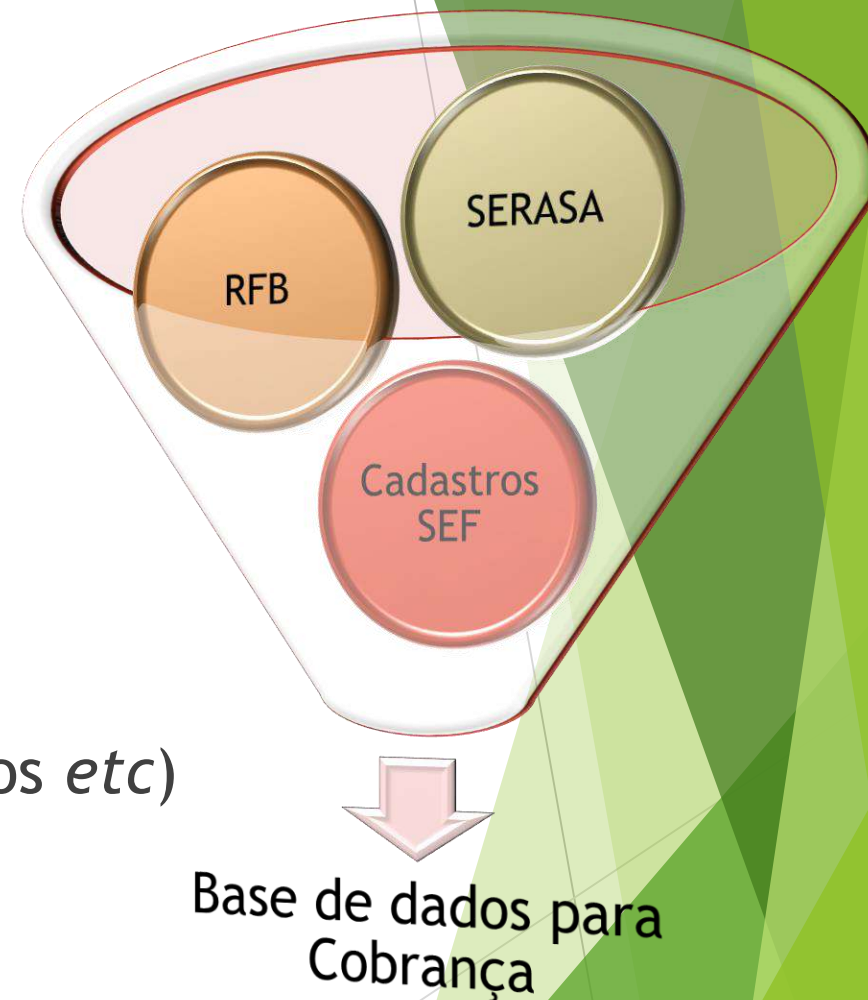 SERASA
RFB
Cadastros
SEF
os etc)
Base de dados para
Cobrança